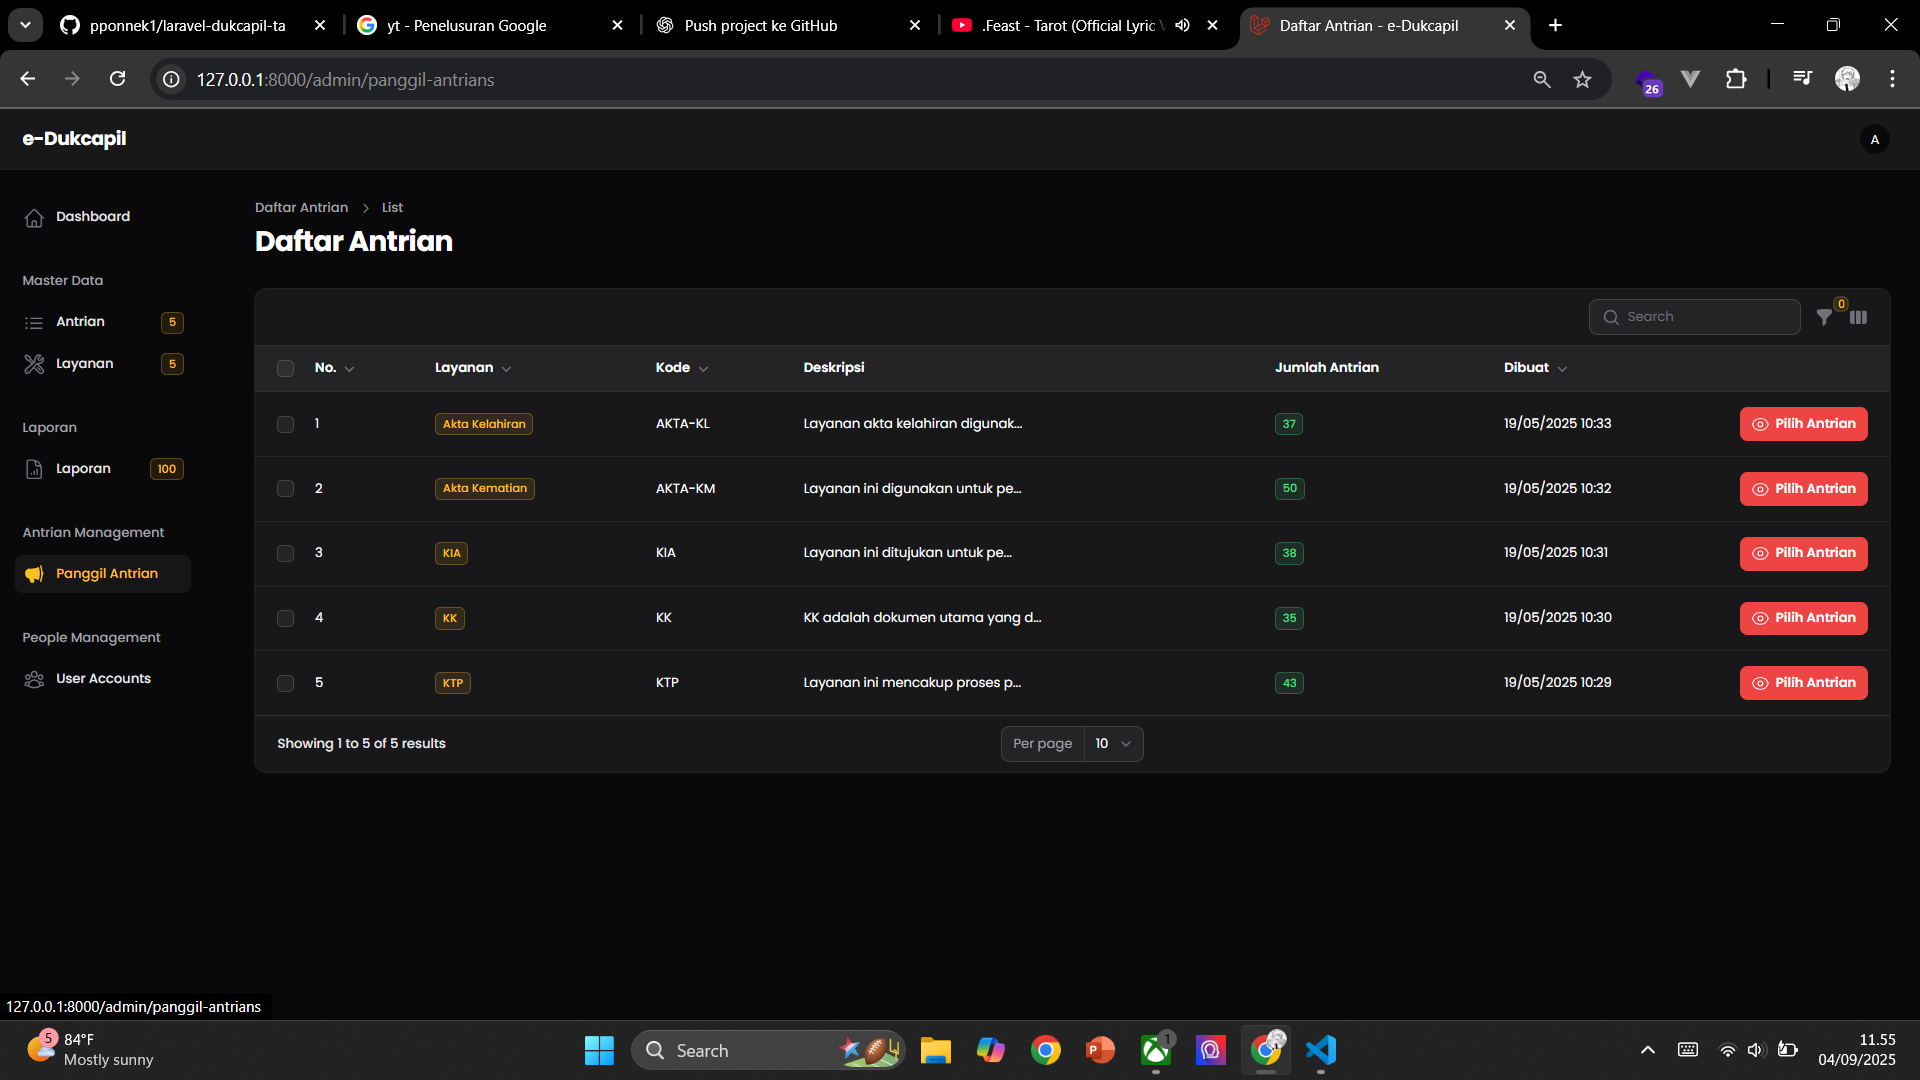 pponnek1/laravel-dukcapil-ta
yt - Penelusuran Google
Push project ke GitHub
.Feast - Tarot (Official Lyric
Daftar Antrian - e-Dukcapil
127.0.0.1:8000/admin/panggil-antrians
26
e-Dukcapil
A
Dashboard
Master Data
Antrian 5
Layanan 5
Laporan
Laporan 100
Antrian Management
Panggil Antrian
People Management
User Accounts
Daftar Antrian > List
Daftar Antrian
Search
0
No. Layanan Kode Deskripsi Jumlah Antrian Dibuat
1 Akta Kelahiran AKTA-KL Layanan akta kelahiran digunak... 37 19/05/2025 10:33 Pilih Antrian
2 Akta Kematian AKTA-KM Layanan ini digunakan untuk pe... 50 19/05/2025 10:32 Pilih Antrian
3 KIA KIA Layanan ini ditujukan untuk pe... 38 19/05/2025 10:31 Pilih Antrian
4 KK KK KK adalah dokumen utama yang d... 35 19/05/2025 10:30 Pilih Antrian
5 KTP KTP Layanan ini mencakup proses p... 43 19/05/2025 10:29 Pilih Antrian
Showing 1 to 5 of 5 results
Per page 10
127.0.0.1:8000/admin/panggil-antrians
5
84°F
Mostly sunny
Search
1
11.55
04/09/2025